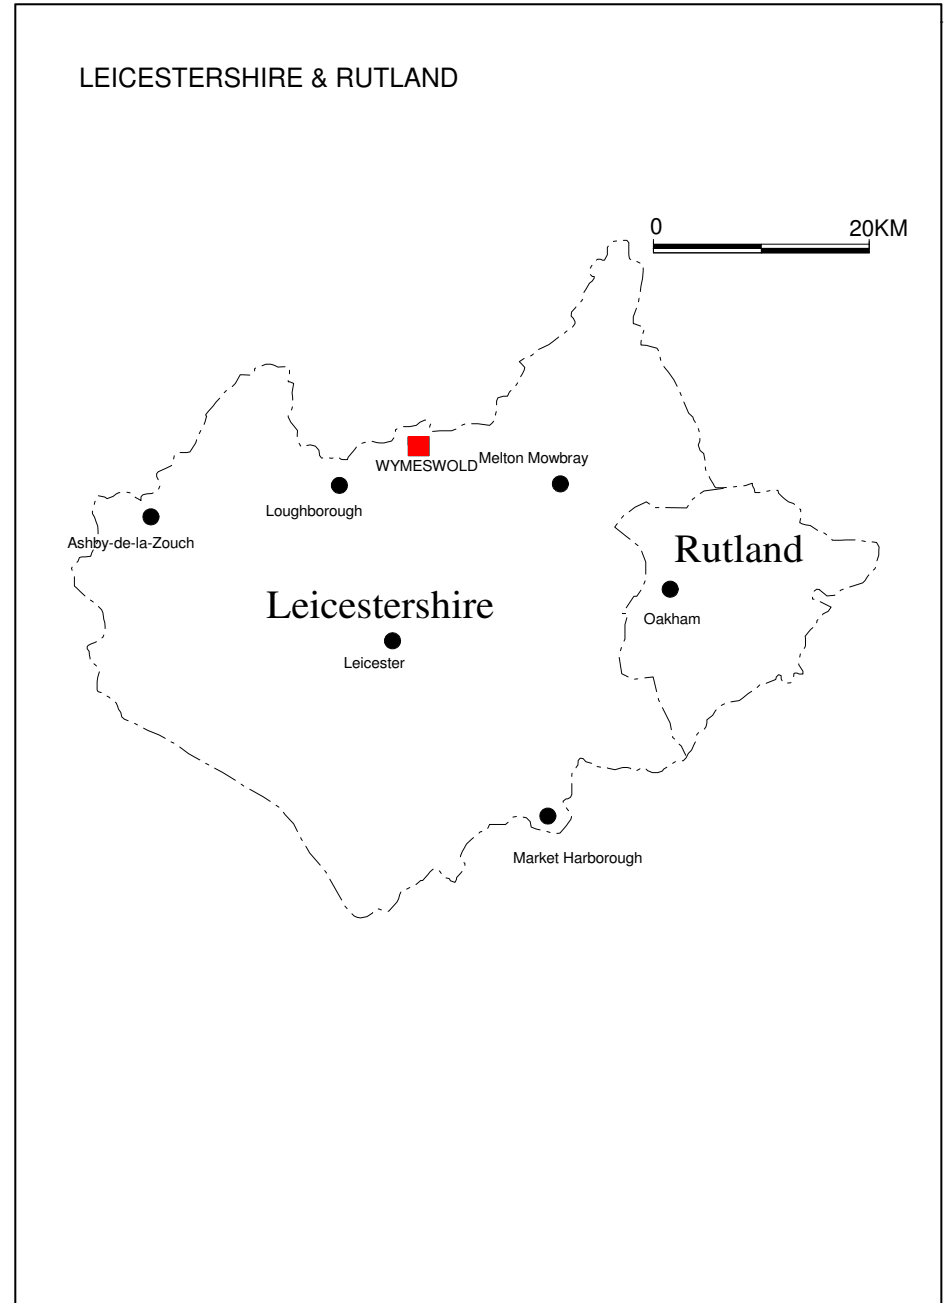 LEICESTERSHIRE & RUTLAND
0 20KM
WYMESWOLD Melton Mowbray
Loughborough
Ashby-de-la-Zouch
Rutland
Leicestershire
Oakham
Leicester
Market Harborough